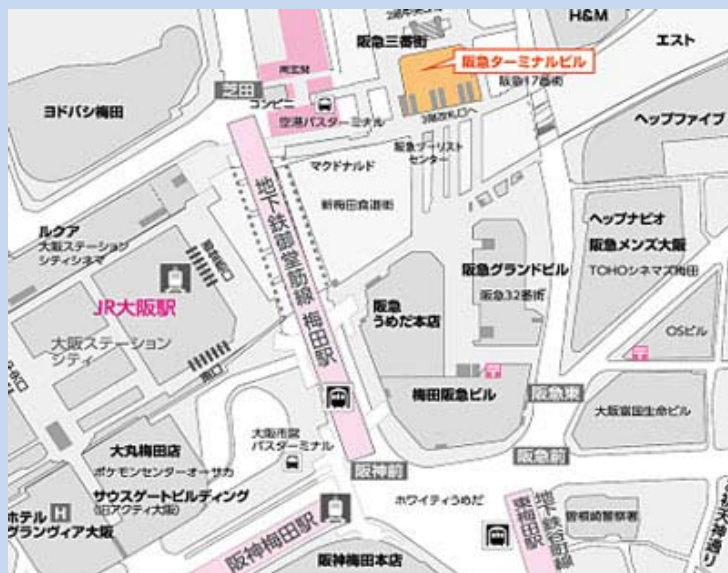 阪急三番街
H&M
エスト
阪急ターミナルビル
阪急17番街
芝田
コンビニ
空港バスターミナル
ヨドバシ梅田
3階改札口へ
ヘップファイブ
阪急ツーリスト
センター
マクドナルド
新梅田食道街
地下鉄御堂筋線 梅田駅
ルクア
大阪ステーション
シティシネマ
ヘップナビオ
阪急メンズ大阪
TOHOシネマズ梅田
阪急グランドビル
阪急32番街
JR大阪駅
阪急
うめだ本店
大阪ステーション
シティ
OSビル
南口
梅田阪急ビル
阪急東
大阪富国生命ビル
大丸梅田店
ポケモンセンターオーサカ
大阪市営
バスターミナル
阪神前
阪急前
サウスゲートビルディング
(旧アクティ大阪)
ホテル
グランヴィア大阪
H
ホワイティうめだ
阪神梅田駅
地下鉄谷町線
東梅田駅
曽根崎警察署
阪神梅田本店